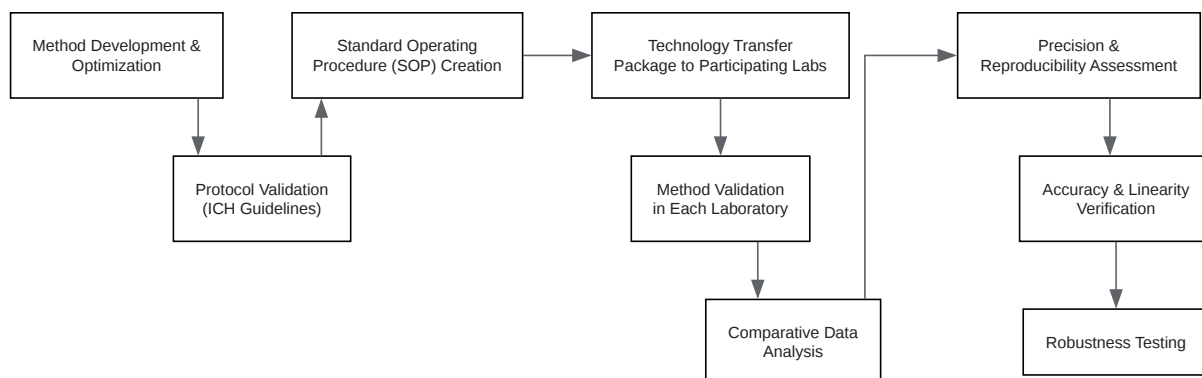 Method Development &
Optimization
Protocol Validation
(ICH Guidelines)
Standard Operating
Procedure (SOP) Creation
Technology Transfer
Package to Participating Labs
Method Validation
in Each Laboratory
Comparative Data
Analysis
Precision &
Reproducibility Assessment
Accuracy & Linearity
Verification
Robustness Testing